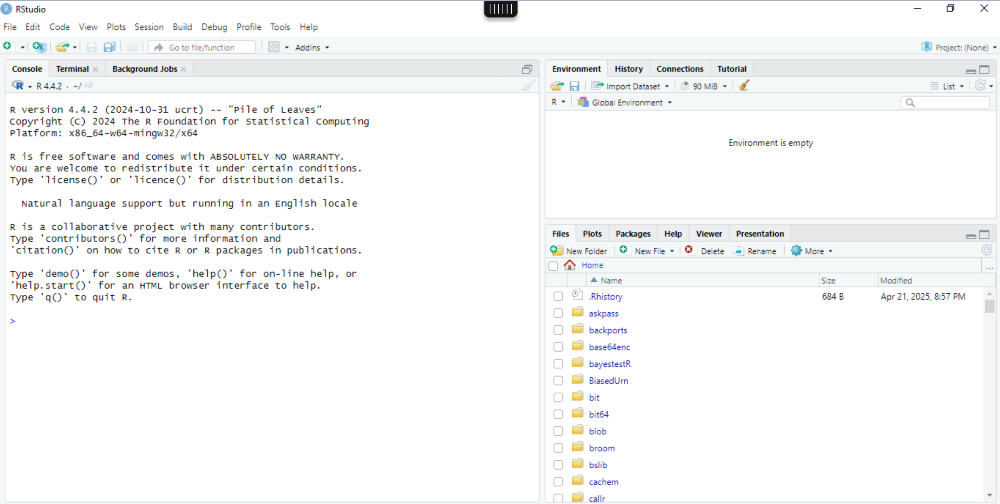 RStudio
File Edit Code View Plots Session Build Debug Profile Tools Help
Go to file/function Addins Project: (None)
Console Terminal Background Jobs
R 4.4.2 · ~/
R version 4.4.2 (2024-10-31 ucrt) -- "Pile of Leaves"
Copyright (C) 2024 The R Foundation for Statistical Computing
Platform: x86_64-w64-mingw32/x64
R is free software and comes with ABSOLUTELY NO WARRANTY.
You are welcome to redistribute it under certain conditions.
Type 'license()' or 'licence()' for distribution details.
Natural language support but running in an English locale
R is a collaborative project with many contributors.
Type 'contributors()' for more information and
'citation()' on how to cite R or R packages in publications.
Type 'demo()' for some demos, 'help()' for on-line help, or
'help.start()' for an HTML browser interface to help.
Type 'q()' to quit R.
>
Environment History Connections Tutorial
Import Dataset 90 MiB List
R Global Environment
Environment is empty
Files Plots Packages Help Viewer Presentation
New Folder New File Delete Rename More
Home ...
Name Size Modified
.Rhistory 684 B Apr 21, 2025, 8:57 PM
askpass
backports
base64enc
bayestestR
BiasedUrn
bit
bit64
blob
broom
bslib
cachem
callr